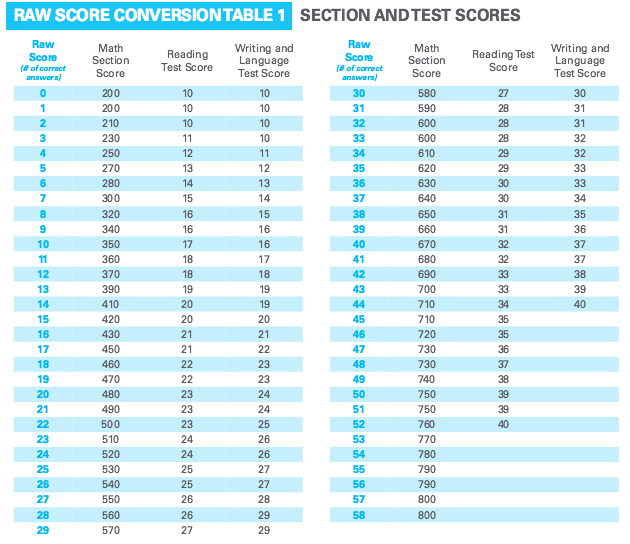 RAW SCORE CONVERSION TABLE 1 SECTION AND TEST SCORES
Raw Score (# of correct answers) Math Section Score Reading Test Score Writing and Language Test Score
0 200 10 10
1 200 10 10
2 210 10 10
3 230 11 10
4 250 12 11
5 270 13 12
6 280 14 13
7 300 15 14
8 320 16 15
9 340 16 16
10 350 17 16
11 360 18 17
12 370 18 18
13 390 19 19
14 410 20 19
15 420 20 20
16 430 21 21
17 450 21 22
18 460 22 23
19 470 22 23
20 480 23 24
21 490 23 24
22 500 23 25
23 510 24 26
24 520 24 26
25 530 25 27
26 540 25 27
27 550 26 28
28 560 26 29
29 570 27 29
Raw Score (# of correct answers) Math Section Score Reading Test Score Writing and Language Test Score
30 580 27 30
31 590 28 31
32 600 28 31
33 600 28 32
34 610 29 32
35 620 29 33
36 630 30 33
37 640 30 34
38 650 31 35
39 660 31 36
40 670 32 37
41 680 32 37
42 690 33 38
43 700 33 39
44 710 34 40
45 710 35
46 720 35
47 730 36
48 730 37
49 740 38
50 750 39
51 750 39
52 760 40
53 770
54 780
55 790
56 790
57 800
58 800